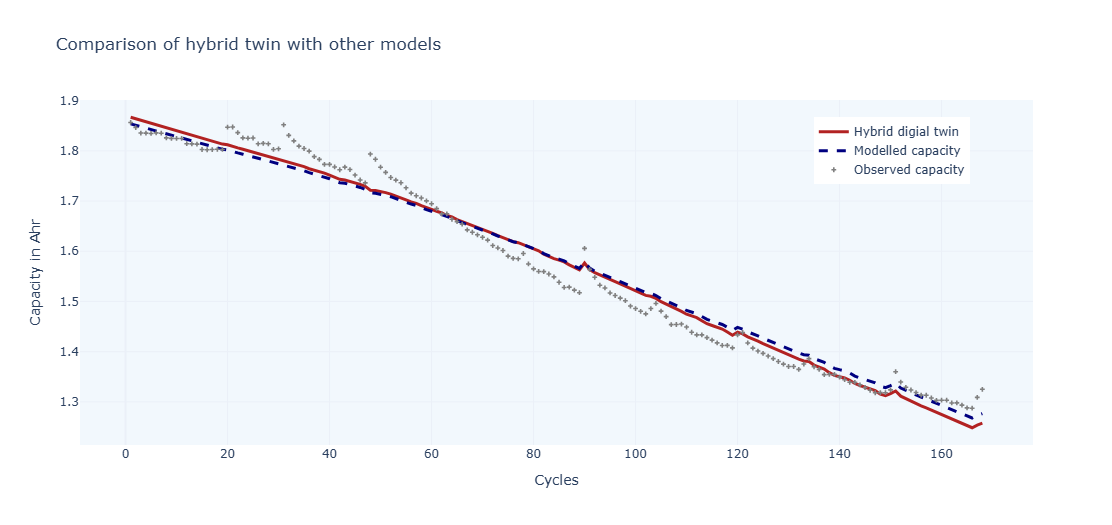 Comparison of hybrid twin with other models
Hybrid digial twin
Modelled capacity
Observed capacity
Capacity in Ahr
1.9
1.8
1.7
1.6
1.5
1.4
1.3
0 20 40 60 80 100 120 140 160
Cycles